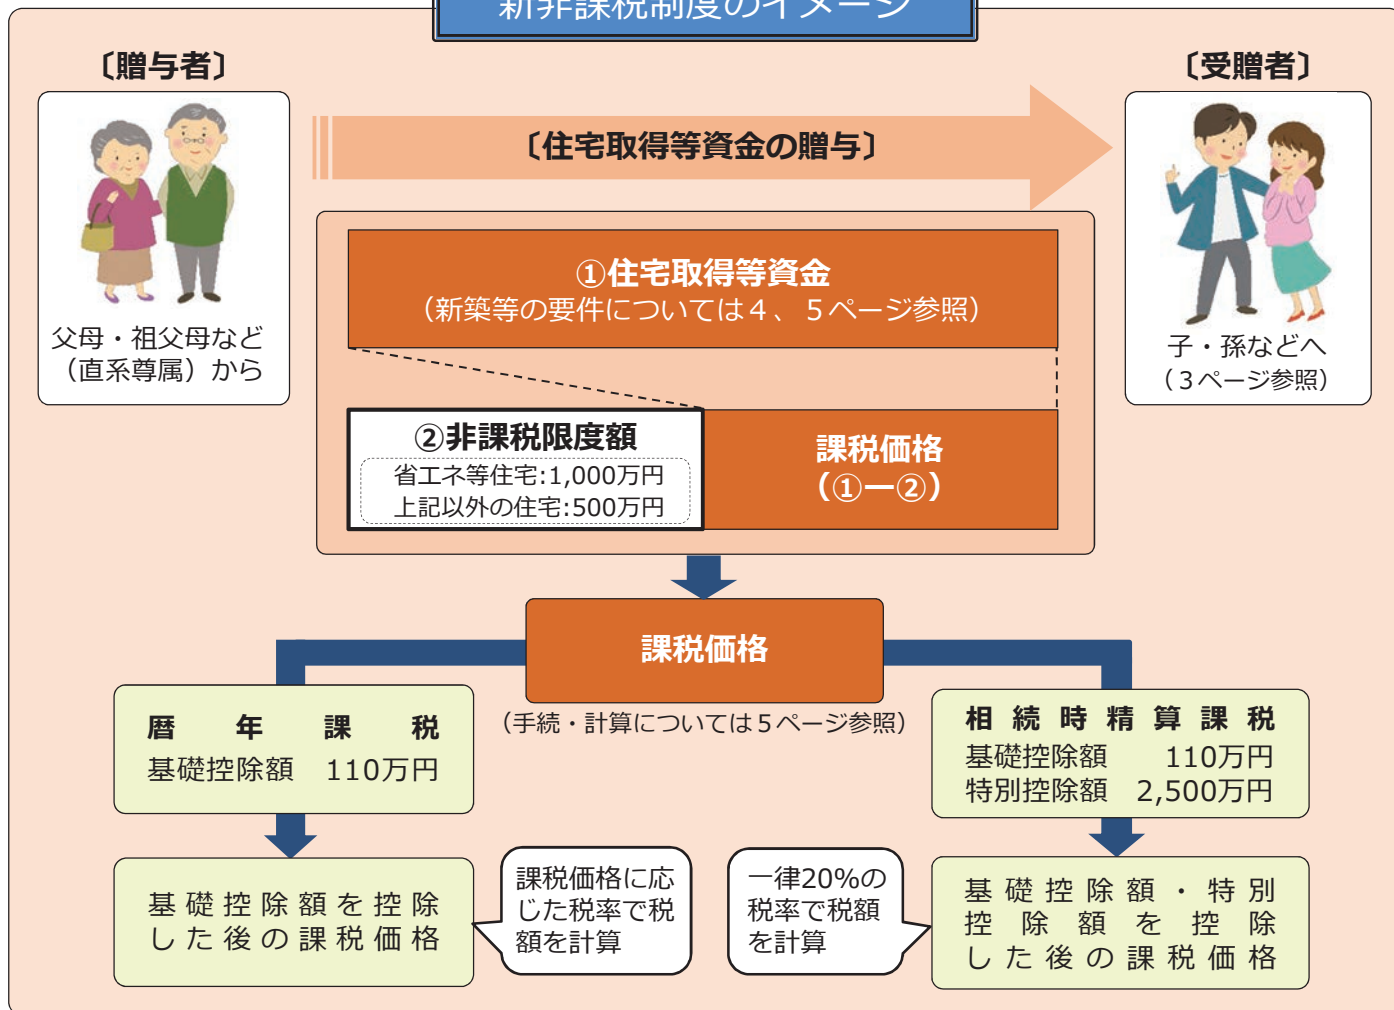 新非課税制度のイメージ
〔贈与者〕
〔受贈者〕
〔住宅取得等資金の贈与〕
父母・祖父母など
（直系尊属）から
子・孫などへ
（３ページ参照）
①住宅取得等資金
（新築等の要件については４、５ページ参照）
②非課税限度額
省エネ等住宅:1,000万円
上記以外の住宅:500万円
課税価格
（①ー②）
課税価格
（手続・計算については５ページ参照）
暦年課税
基礎控除額　110万円
相続時精算課税
基礎控除額　110万円
特別控除額　2,500万円
基礎控除額を控除
した後の課税価格
課税価格に応
じた税率で税
額を計算
一律20%の
税率で税額
を計算
基礎控除額・特別
控除額を控除
した後の課税価格